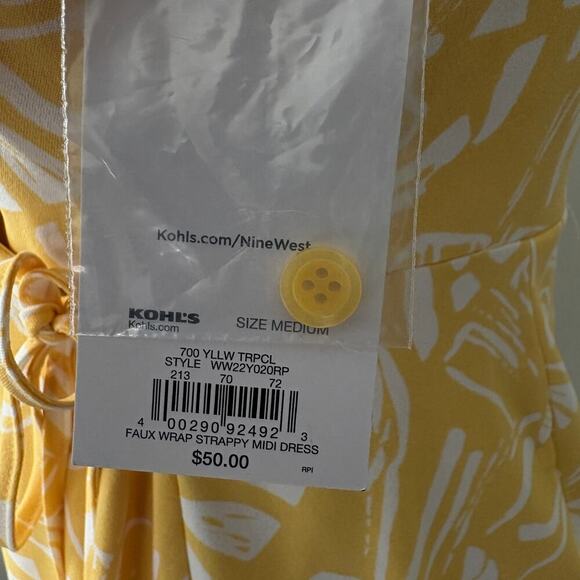 Kohls.com/NineWest
KOHL'S
Kohls.com
SIZE MEDIUM
700 YLLW TRPCL
STYLE WW22Y020RP
213 70 72
4 00290 92492 3
FAUX WRAP STRAPPY MIDI DRESS
$50.00
RPI